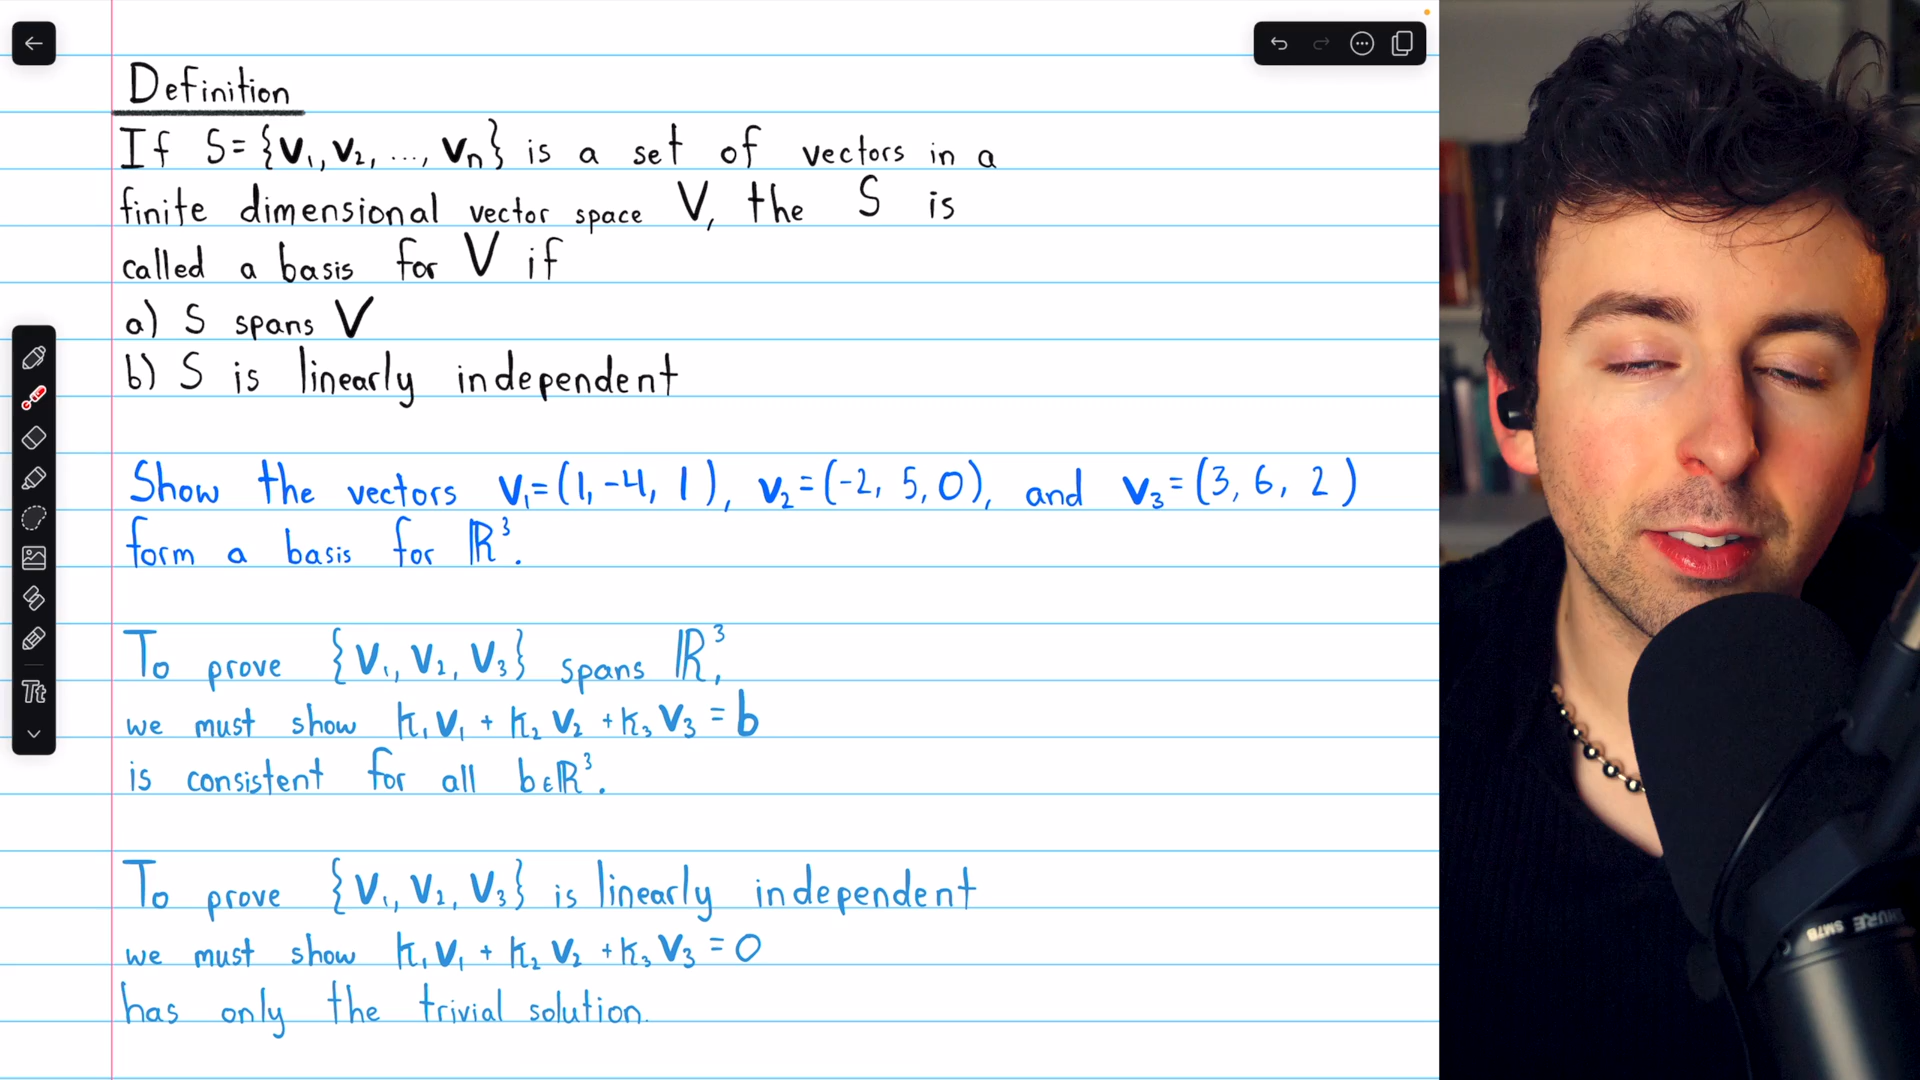 Definition
If S={v₁, v₂, ..., vₙ} is a set of vectors in a
finite dimensional vector space V, the S is
called a basis for V if
a) S spans V
b) S is linearly independent
Show the vectors v₁=(1,-4, 1), v₂=(-2, 5, 0), and v₃=(3, 6, 2)
form a basis for ℝ³.
To prove {v₁, v₂, v₃} spans ℝ³,
we must show k₁v₁ + k₂v₂ + k₃v₃ = b
is consistent for all b∈ℝ³.
To prove {v₁, v₂, v₃} is linearly independent
we must show k₁v₁ + k₂v₂ + k₃v₃ = 0
has only the trivial solution.
Tt
SHURE SM7B